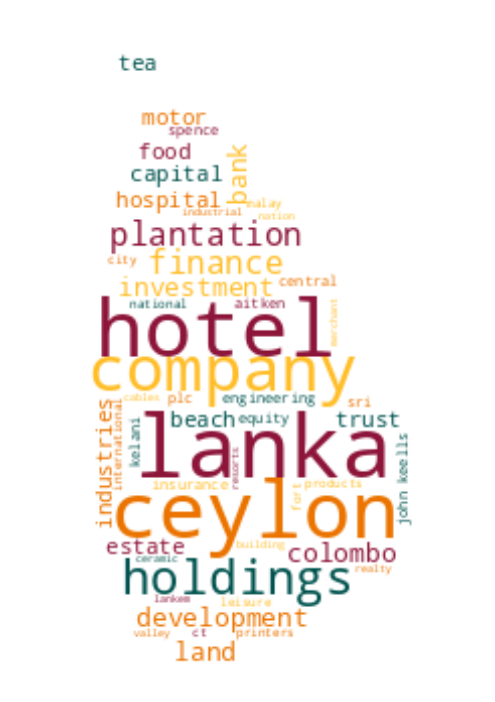 tea
motor
spence
food
bank
capital
hospital
malay
industrial
nation
plantation
city
finance
central
investment
national
aitken
merchant
hotel
company
cables
plc
engineering
sri
industries
international
beach
equity
trust
kelani
lanka
john keells
resorts
insurance
products
fort
ceylon
estate
building
colombo
ceramic
holdings
realty
lankem
leisure
development
valley
ct
printers
land